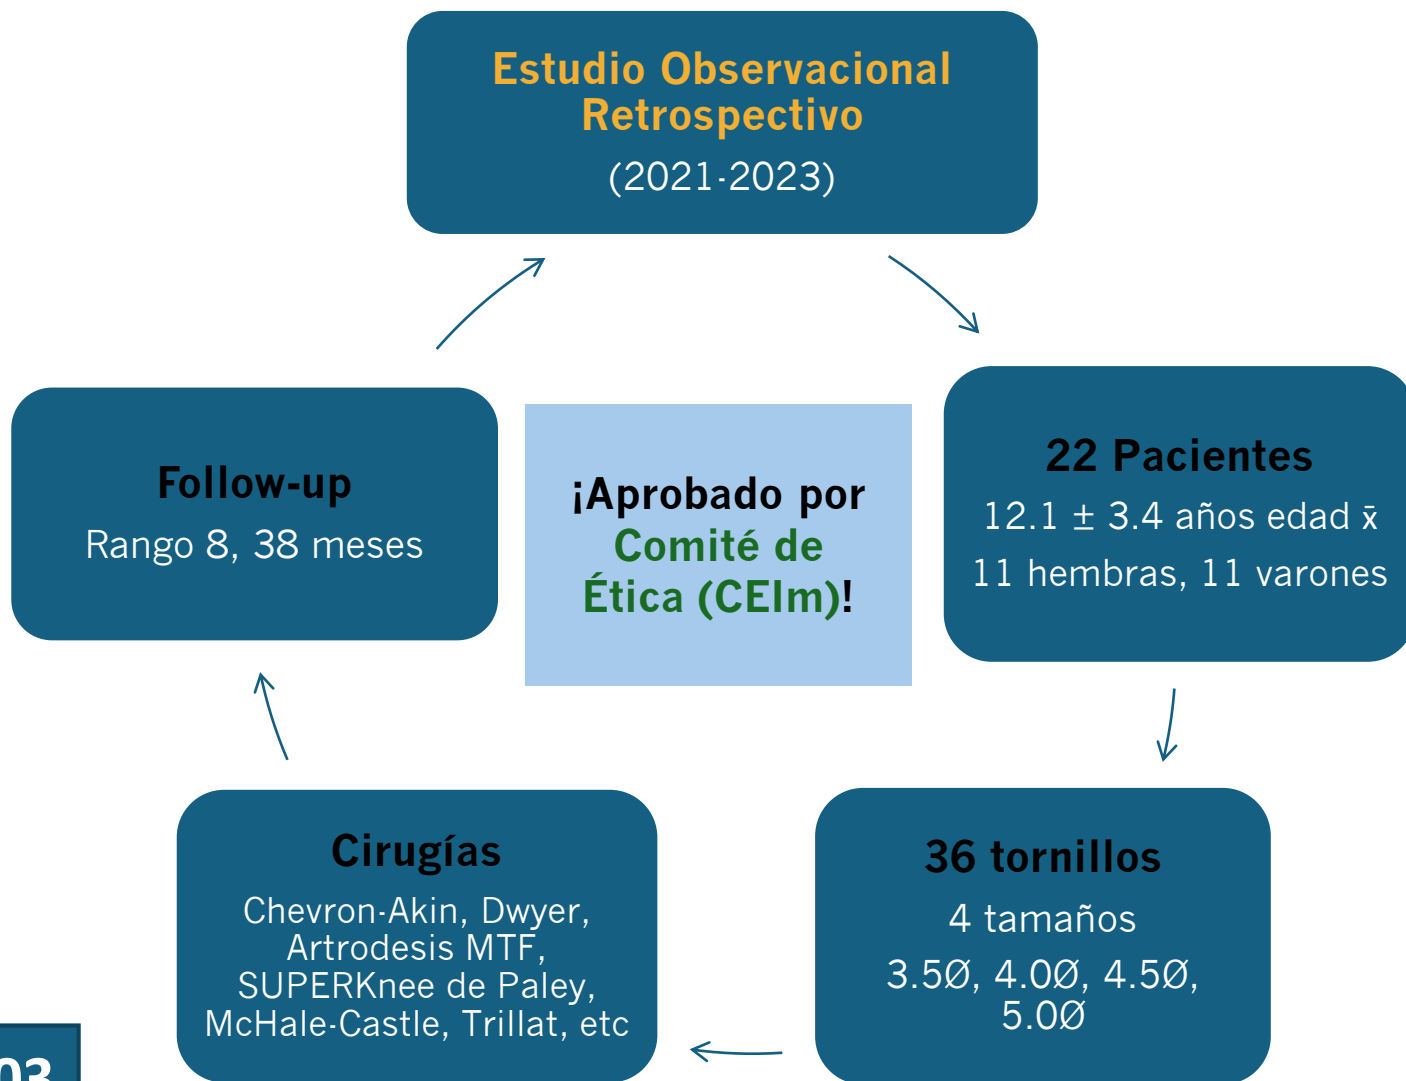 Estudio Observacional
Retrospectivo
(2021-2023)
22 Pacientes
12.1 ± 3.4 años edad x̄
11 hembras, 11 varones
36 tornillos
4 tamaños
3.5Ø, 4.0Ø, 4.5Ø,
5.0Ø
Cirugías
Chevron-Akin, Dwyer,
Artrodesis MTF,
SUPERKnee de Paley,
McHale-Castle, Trillat, etc
Follow-up
Rango 8, 38 meses
¡Aprobado por
Comité de
Ética (CEIm)!
03